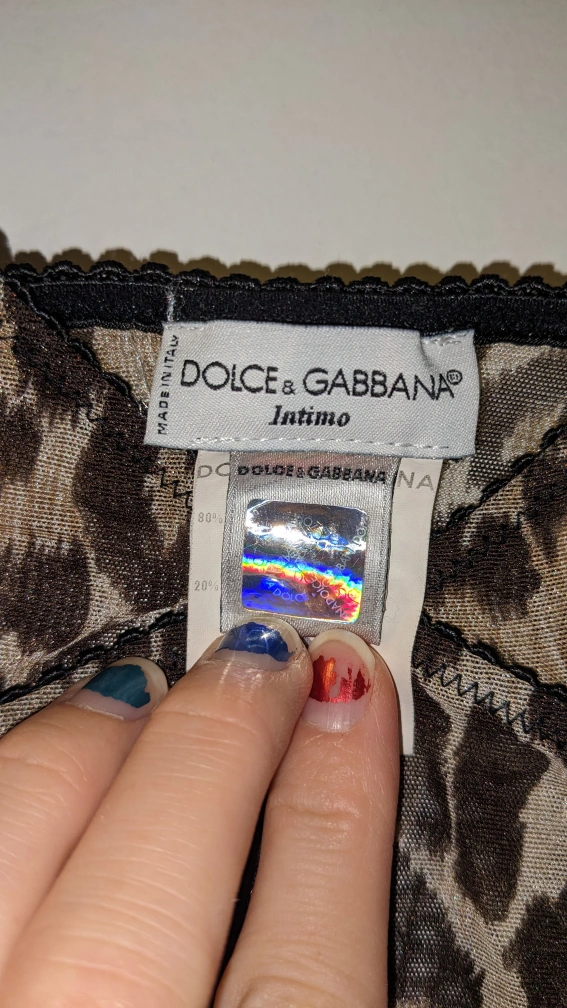 MADE IN ITALY
DOLCE & GABBANA
Intimo
DOLCE & GABBANA
80%
20%